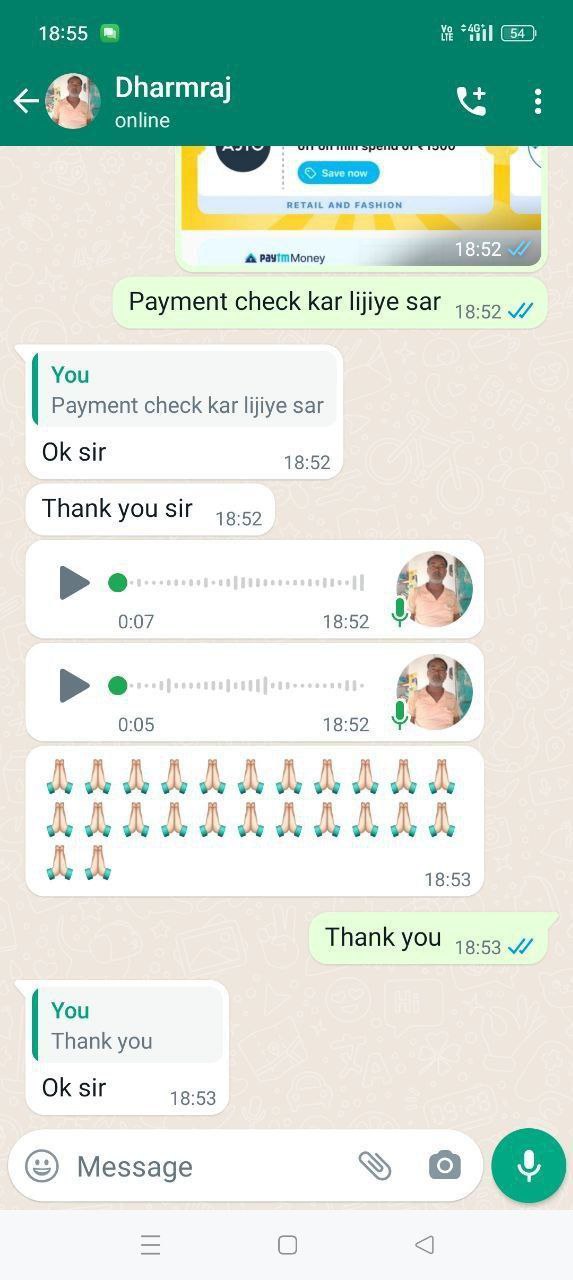 18:55
Vo LTE 4G+ 54
Dharmraj
online
off on min spend of ₹1500
AJIO
Save now
RETAIL AND FASHION
paytm Money
18:52
Payment check kar lijiye sar 18:52
You
Payment check kar lijiye sar
Ok sir 18:52
Thank you sir 18:52
0:07 18:52
0:05 18:52
🙏🏻🙏🏻🙏🏻🙏🏻🙏🏻🙏🏻🙏🏻🙏🏻🙏🏻🙏🏻🙏🏻
🙏🏻🙏🏻🙏🏻🙏🏻🙏🏻🙏🏻🙏🏻🙏🏻🙏🏻🙏🏻🙏🏻
🙏🏻🙏🏻 18:53
Thank you 18:53
You
Thank you
Ok sir 18:53
Message